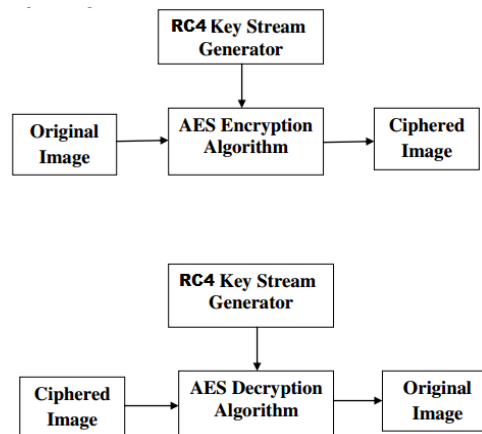 RC4 Key Stream
Generator
Original
Image
AES Encryption
Algorithm
Ciphered
Image
RC4 Key Stream
Generator
Ciphered
Image
AES Decryption
Algorithm
Original
Image